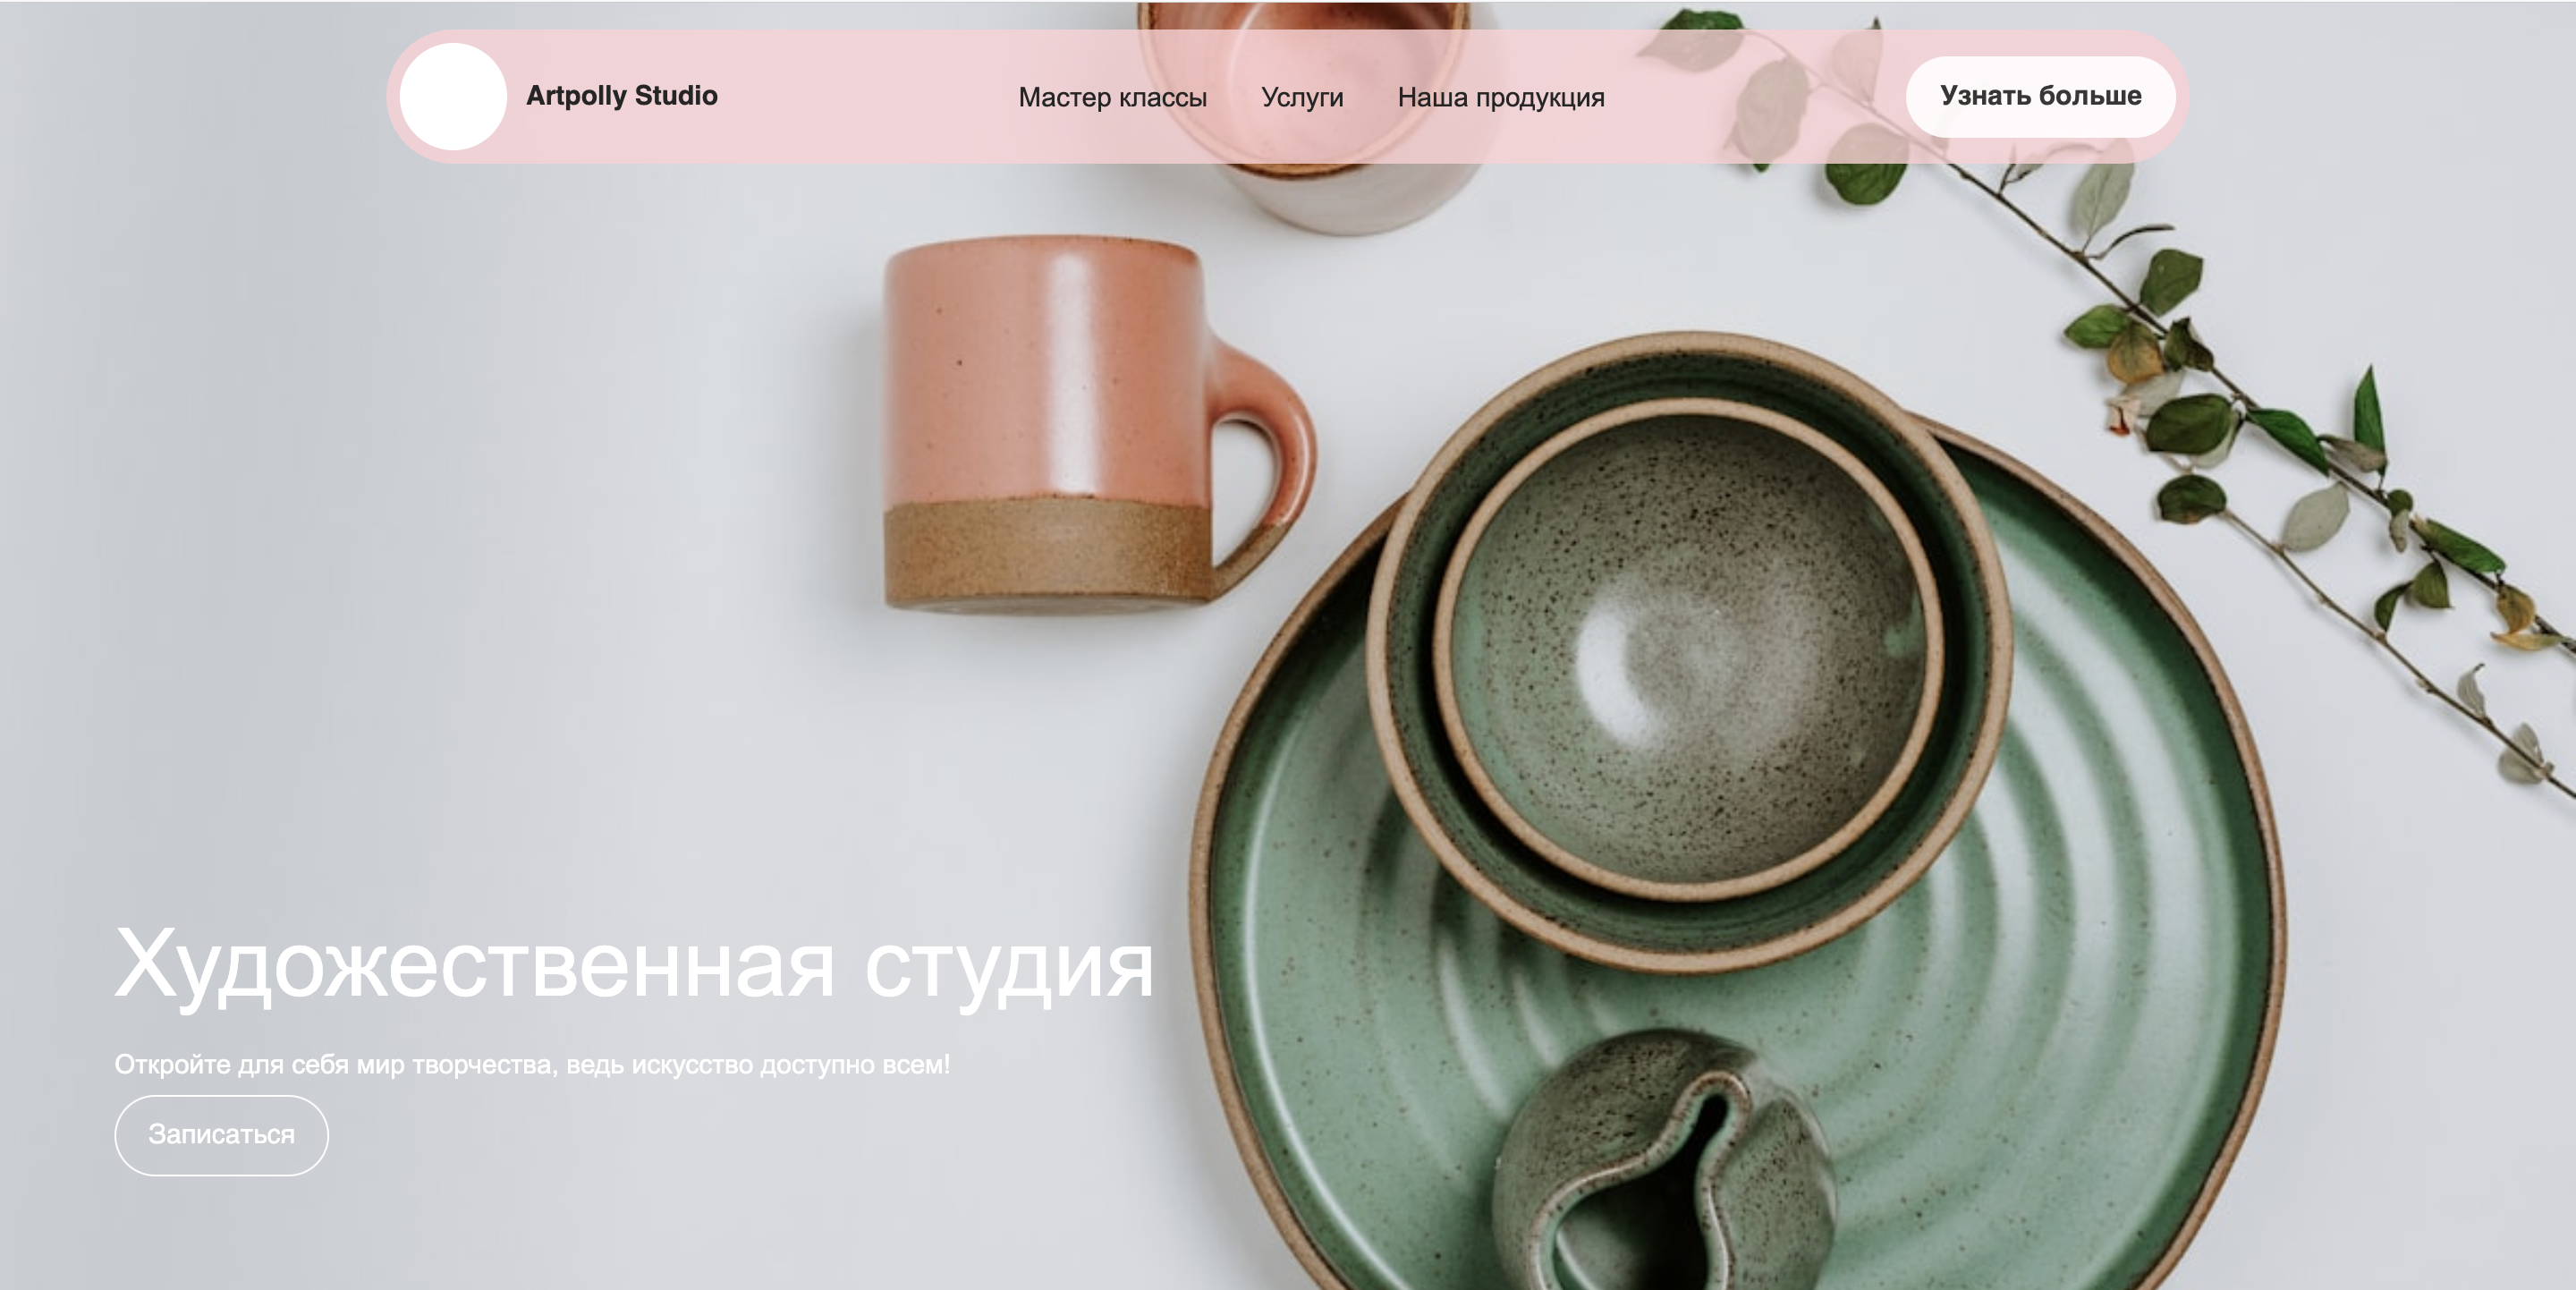 Artpolly Studio
Мастер классы
Услуги
Наша продукция
Узнать больше
Художественная студия
Откройте для себя мир творчества, ведь искусство доступно всем!
Записаться